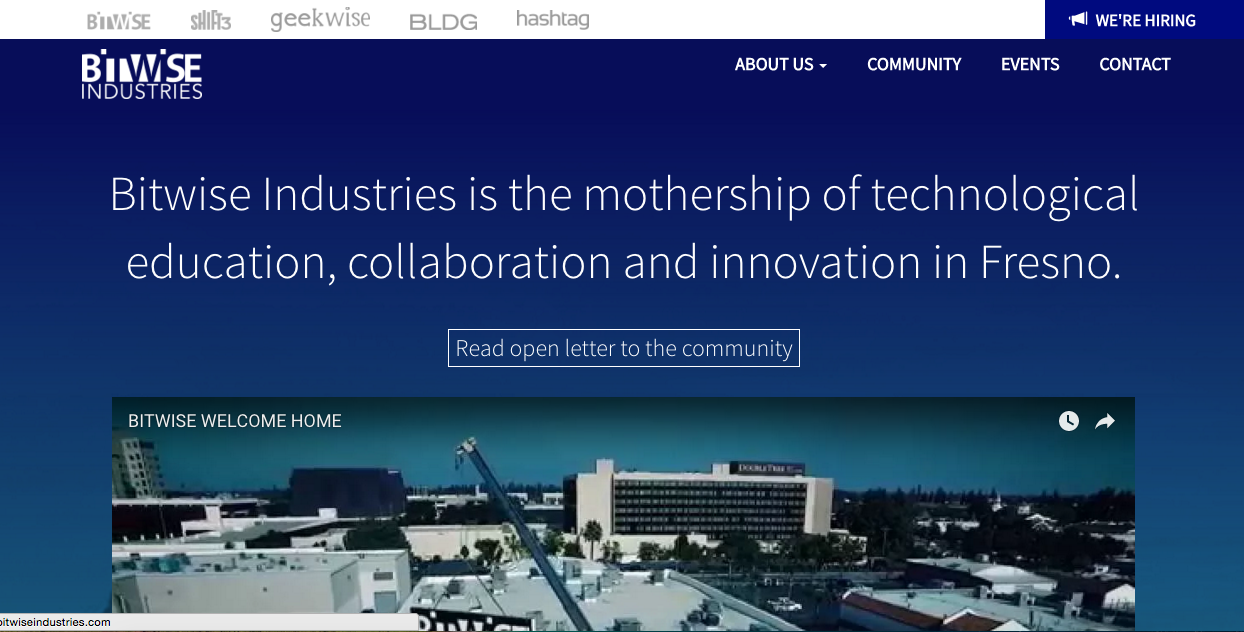 BITWISE
SHIFT3
geekwise
BLDG
hashtag
WE'RE HIRING
BITWISE
INDUSTRIES
ABOUT US
COMMUNITY
EVENTS
CONTACT
Bitwise Industries is the mothership of technological
education, collaboration and innovation in Fresno.
Read open letter to the community
BITWISE WELCOME HOME
DOUBLETREE
BITWISE
bitwiseindustries.com